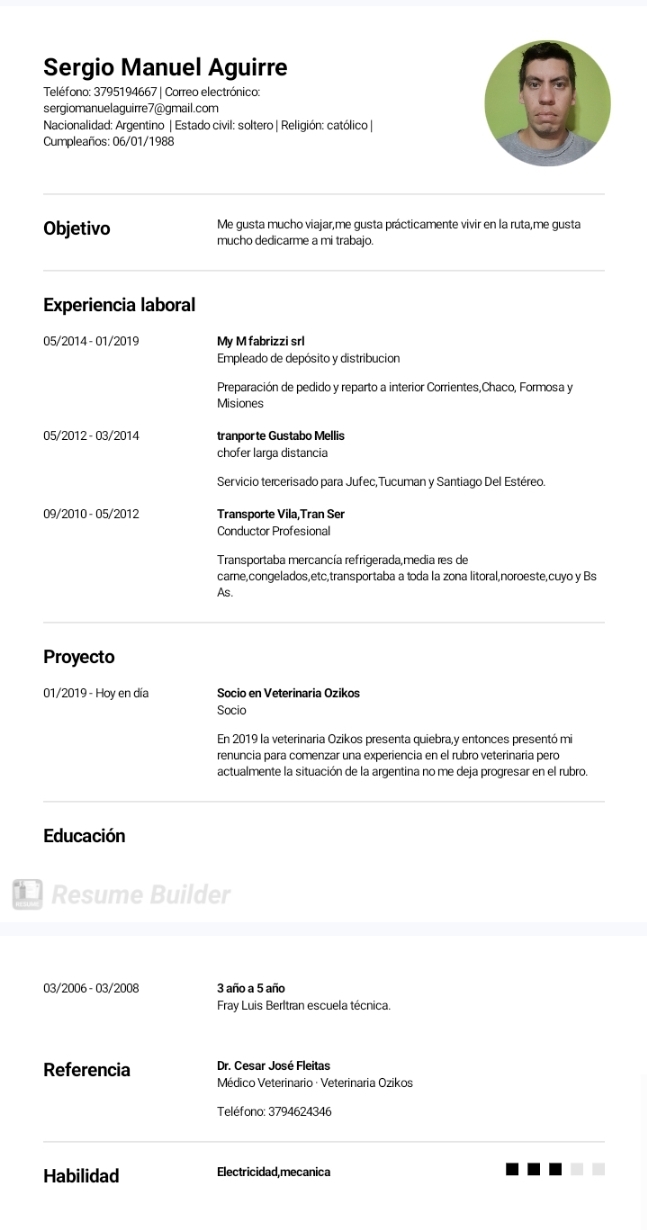 Sergio Manuel Aguirre
Teléfono: 3795194667 | Correo electrónico:
sergiomanuelaguirre7@gmail.com
Nacionalidad: Argentino | Estado civil: soltero | Religión: católico |
Cumpleaños: 06/01/1988
Objetivo
Me gusta mucho viajar,me gusta prácticamente vivir en la ruta,me gusta
mucho dedicarme a mi trabajo.
Experiencia laboral
05/2014 - 01/2019
My M fabrizzi srl
Empleado de depósito y distribucion
Preparación de pedido y reparto a interior Corrientes,Chaco, Formosa y
Misiones
05/2012 - 03/2014
tranporte Gustabo Mellis
chofer larga distancia
Servicio tercerisado para Jufec,Tucuman y Santiago Del Estéreo.
09/2010 - 05/2012
Transporte Vila,Tran Ser
Conductor Profesional
Transportaba mercancía refrigerada,media res de
carne,congelados,etc,transportaba a toda la zona litoral,noroeste,cuyo y Bs
As.
Proyecto
01/2019 - Hoy en día
Socio en Veterinaria Ozikos
Socio
En 2019 la veterinaria Ozikos presenta quiebra,y entonces presentó mi
renuncia para comenzar una experiencia en el rubro veterinaria pero
actualmente la situación de la argentina no me deja progresar en el rubro.
Educación
RESUME
Resume Builder
03/2006 - 03/2008
3 año a 5 año
Fray Luis Berltran escuela técnica.
Referencia
Dr. Cesar José Fleitas
Médico Veterinario · Veterinaria Ozikos
Teléfono: 3794624346
Habilidad
Electricidad,mecanica